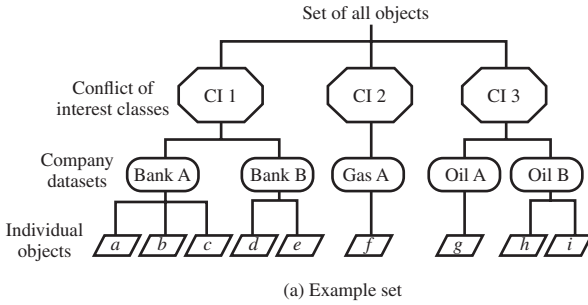 Set of all objects
Conflict of
interest classes
CI 1 CI 2 CI 3
Company
datasets
Bank A Bank B Gas A Oil A Oil B
Individual
objects
a b c d e f g h i
(a) Example set